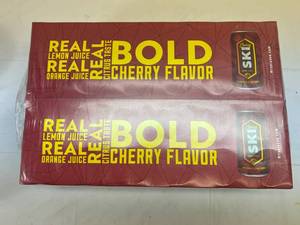 REAL
LEMON JUICE
REAL
ORANGE JUICE
REAL
CITRUS TASTE
BOLD
CHERRY FLAVOR
SKI
REAL
LEMON JUICE
REAL
ORANGE JUICE
REAL
CITRUS TASTE
BOLD
CHERRY FLAVOR
SKI